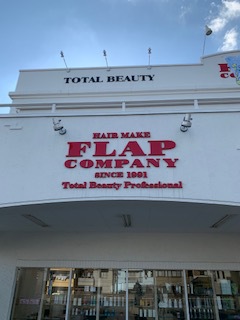 TOTAL BEAUTY
HAIR MAKE
FLAP
COMPANY
SINCE 1991
Total Beauty Professional